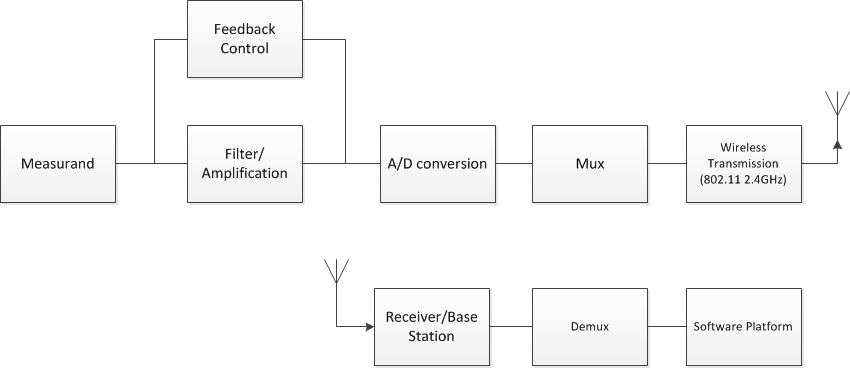 Feedback
Control
Measurand
Filter/
Amplification
A/D conversion
Mux
Wireless
Transmission
(802.11 2.4GHz)
Receiver/Base
Station
Demux
Software Platform